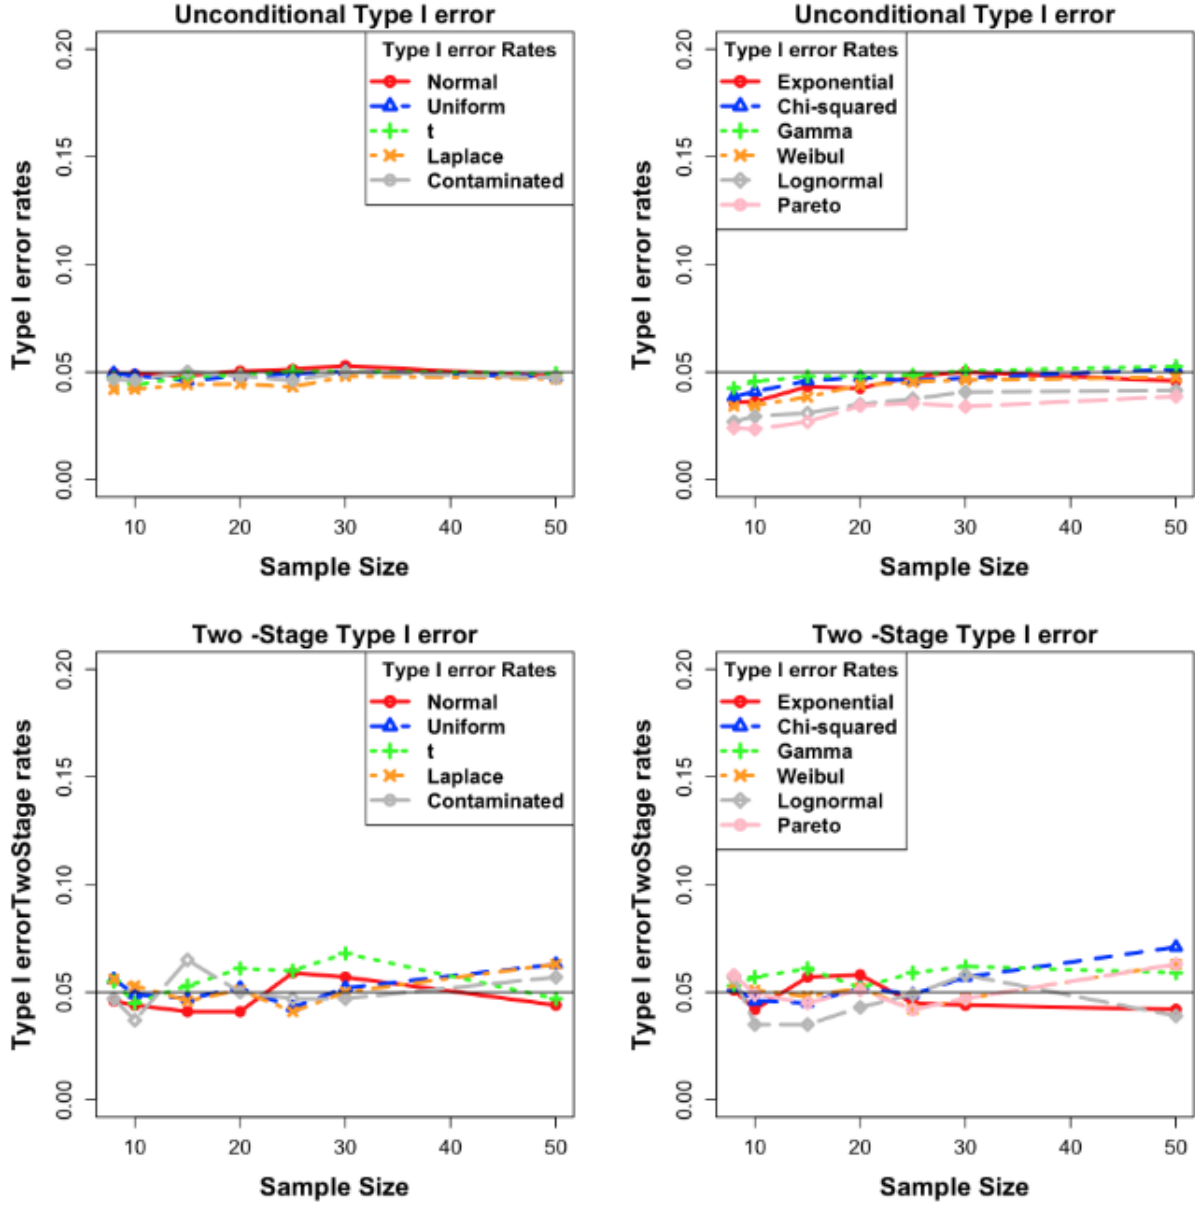 Unconditional Type I error
Type I error Rates
Normal
Uniform
t
Laplace
Contaminated
Type I error rates
0.00
0.05
0.10
0.15
0.20
10
20
30
40
50
Sample Size
Unconditional Type I error
Type I error Rates
Exponential
Chi-squared
Gamma
Weibul
Lognormal
Pareto
Type I error rates
0.00
0.05
0.10
0.15
0.20
10
20
30
40
50
Sample Size
Two -Stage Type I error
Type I error Rates
Normal
Uniform
t
Laplace
Contaminated
Type I errorTwoStage rates
0.00
0.05
0.10
0.15
0.20
10
20
30
40
50
Sample Size
Two -Stage Type I error
Type I error Rates
Exponential
Chi-squared
Gamma
Weibul
Lognormal
Pareto
Type I errorTwoStage rates
0.00
0.05
0.10
0.15
0.20
10
20
30
40
50
Sample Size